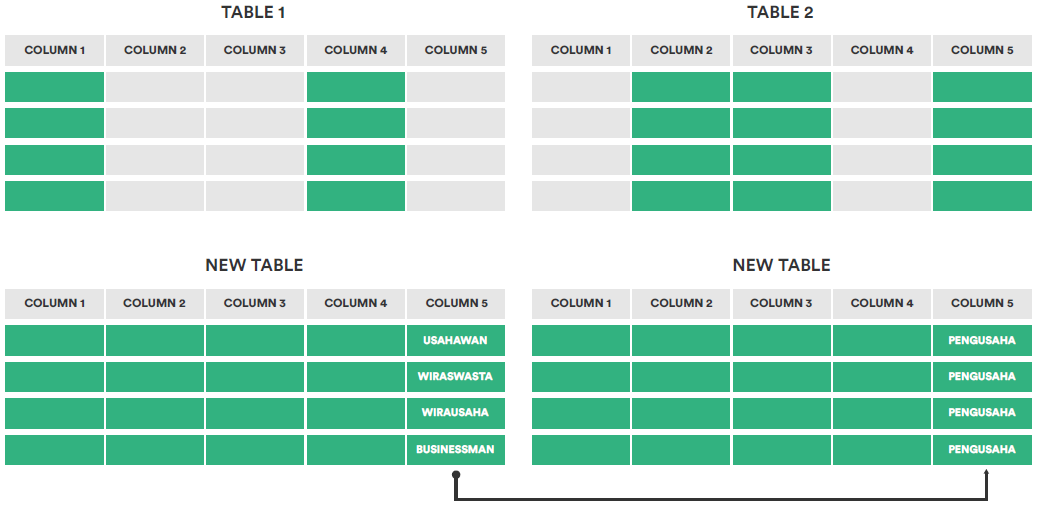 TABLE 1
COLUMN 1 COLUMN 2 COLUMN 3 COLUMN 4 COLUMN 5
TABLE 2
COLUMN 1 COLUMN 2 COLUMN 3 COLUMN 4 COLUMN 5
NEW TABLE
COLUMN 1 COLUMN 2 COLUMN 3 COLUMN 4 COLUMN 5
USAHAWAN
WIRASWASTA
WIRAUSAHA
BUSINESSMAN
NEW TABLE
COLUMN 1 COLUMN 2 COLUMN 3 COLUMN 4 COLUMN 5
PENGUSAHA
PENGUSAHA
PENGUSAHA
PENGUSAHA